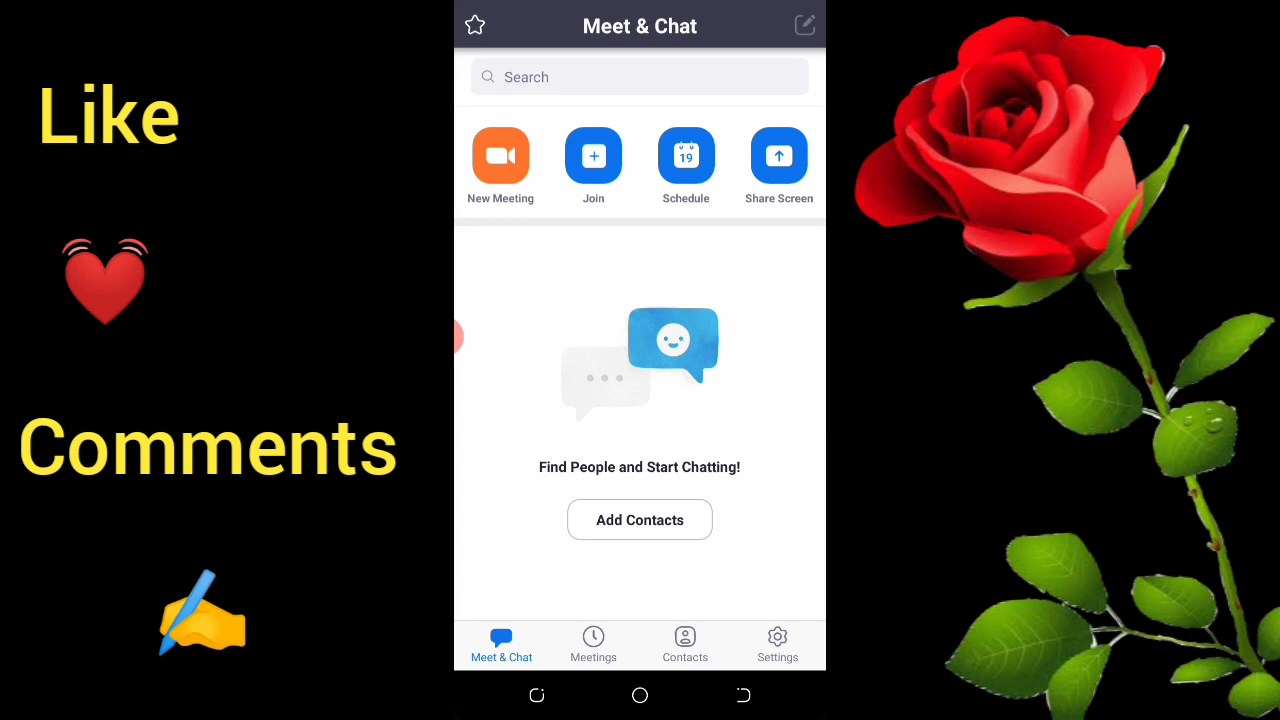 Like
Comments
Meet & Chat
Search
19
New Meeting
Join
Schedule
Share Screen
Find People and Start Chatting!
Add Contacts
Meet & Chat
Meetings
Contacts
Settings